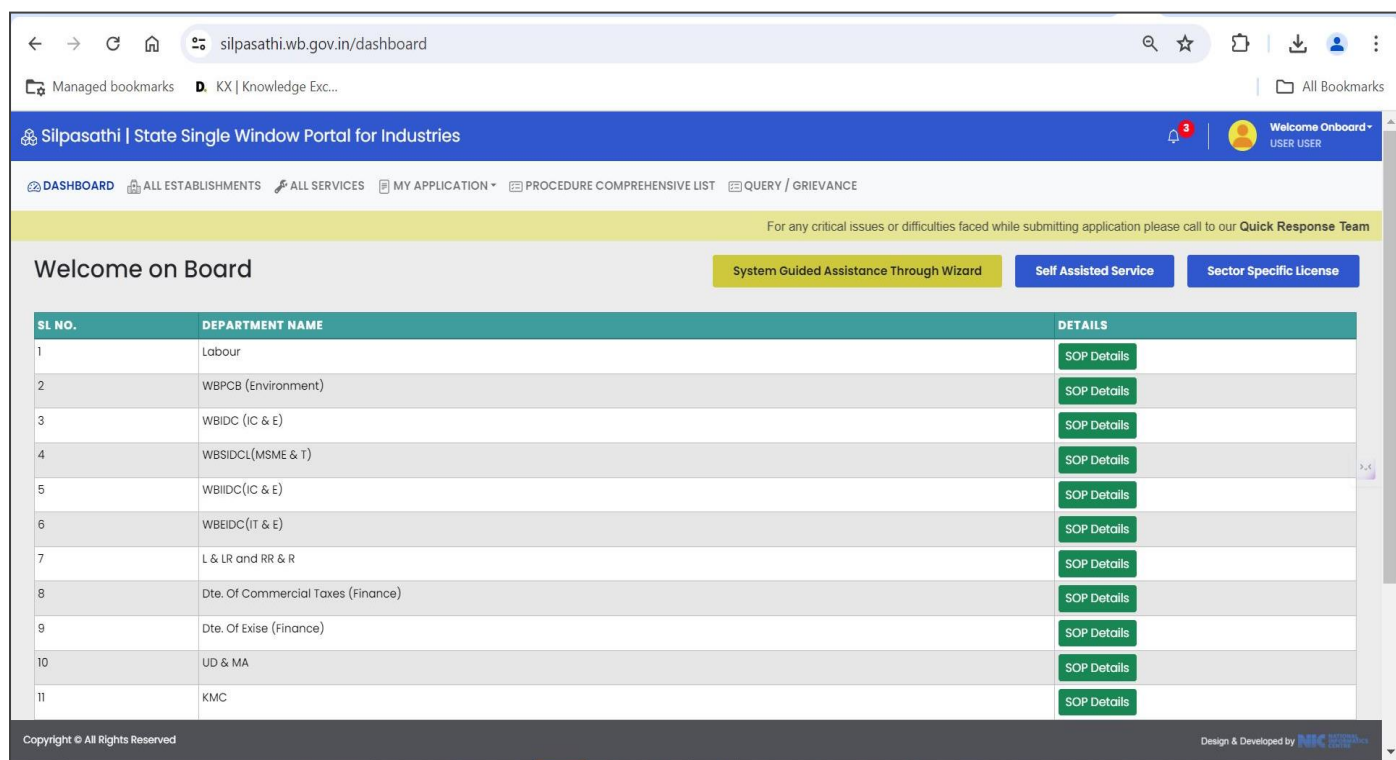 silpasathi.wb.gov.in/dashboard
Managed bookmarks D. KX | Knowledge Exc... All Bookmarks
Silpasathi | State Single Window Portal for Industries 3 Welcome Onboard
USER USER
DASHBOARD ALL ESTABLISHMENTS ALL SERVICES MY APPLICATION PROCEDURE COMPREHENSIVE LIST QUERY / GRIEVANCE
For any critical issues or difficulties faced while submitting application please call to our Quick Response Team
Welcome on Board System Guided Assistance Through Wizard Self Assisted Service Sector Specific License
SL NO. DEPARTMENT NAME DETAILS
1 Labour SOP Details
2 WBPCB (Environment) SOP Details
3 WBIDC (IC & E) SOP Details
4 WBSIDCL(MSME & T) SOP Details
5 WBIIDC(IC & E) SOP Details
6 WBEIDC(IT & E) SOP Details
7 L & LR and RR & R SOP Details
8 Dte. Of Commercial Taxes (Finance) SOP Details
9 Dte. Of Exise (Finance) SOP Details
10 UD & MA SOP Details
11 KMC SOP Details
Copyright © All Rights Reserved Design & Developed by NIC NATIONAL
INFORMATICS
CENTRE